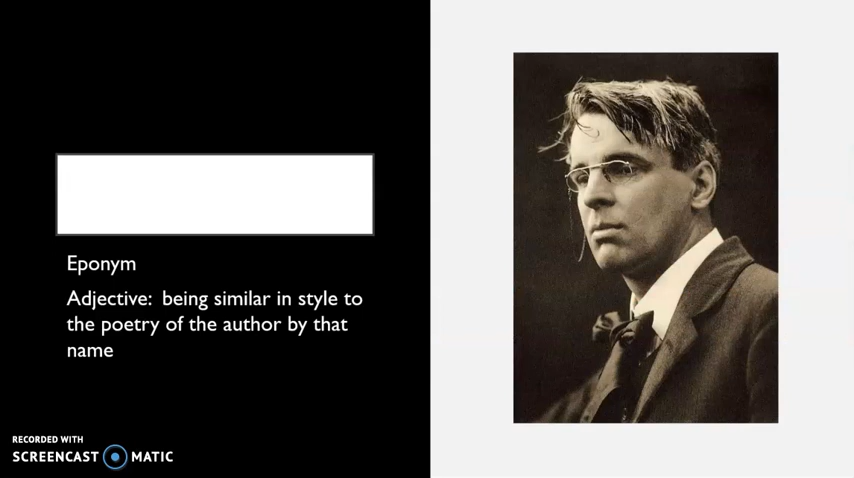 Eponym
Adjective: being similar in style to
the poetry of the author by that
name
RECORDED WITH
SCREENCAST MATIC